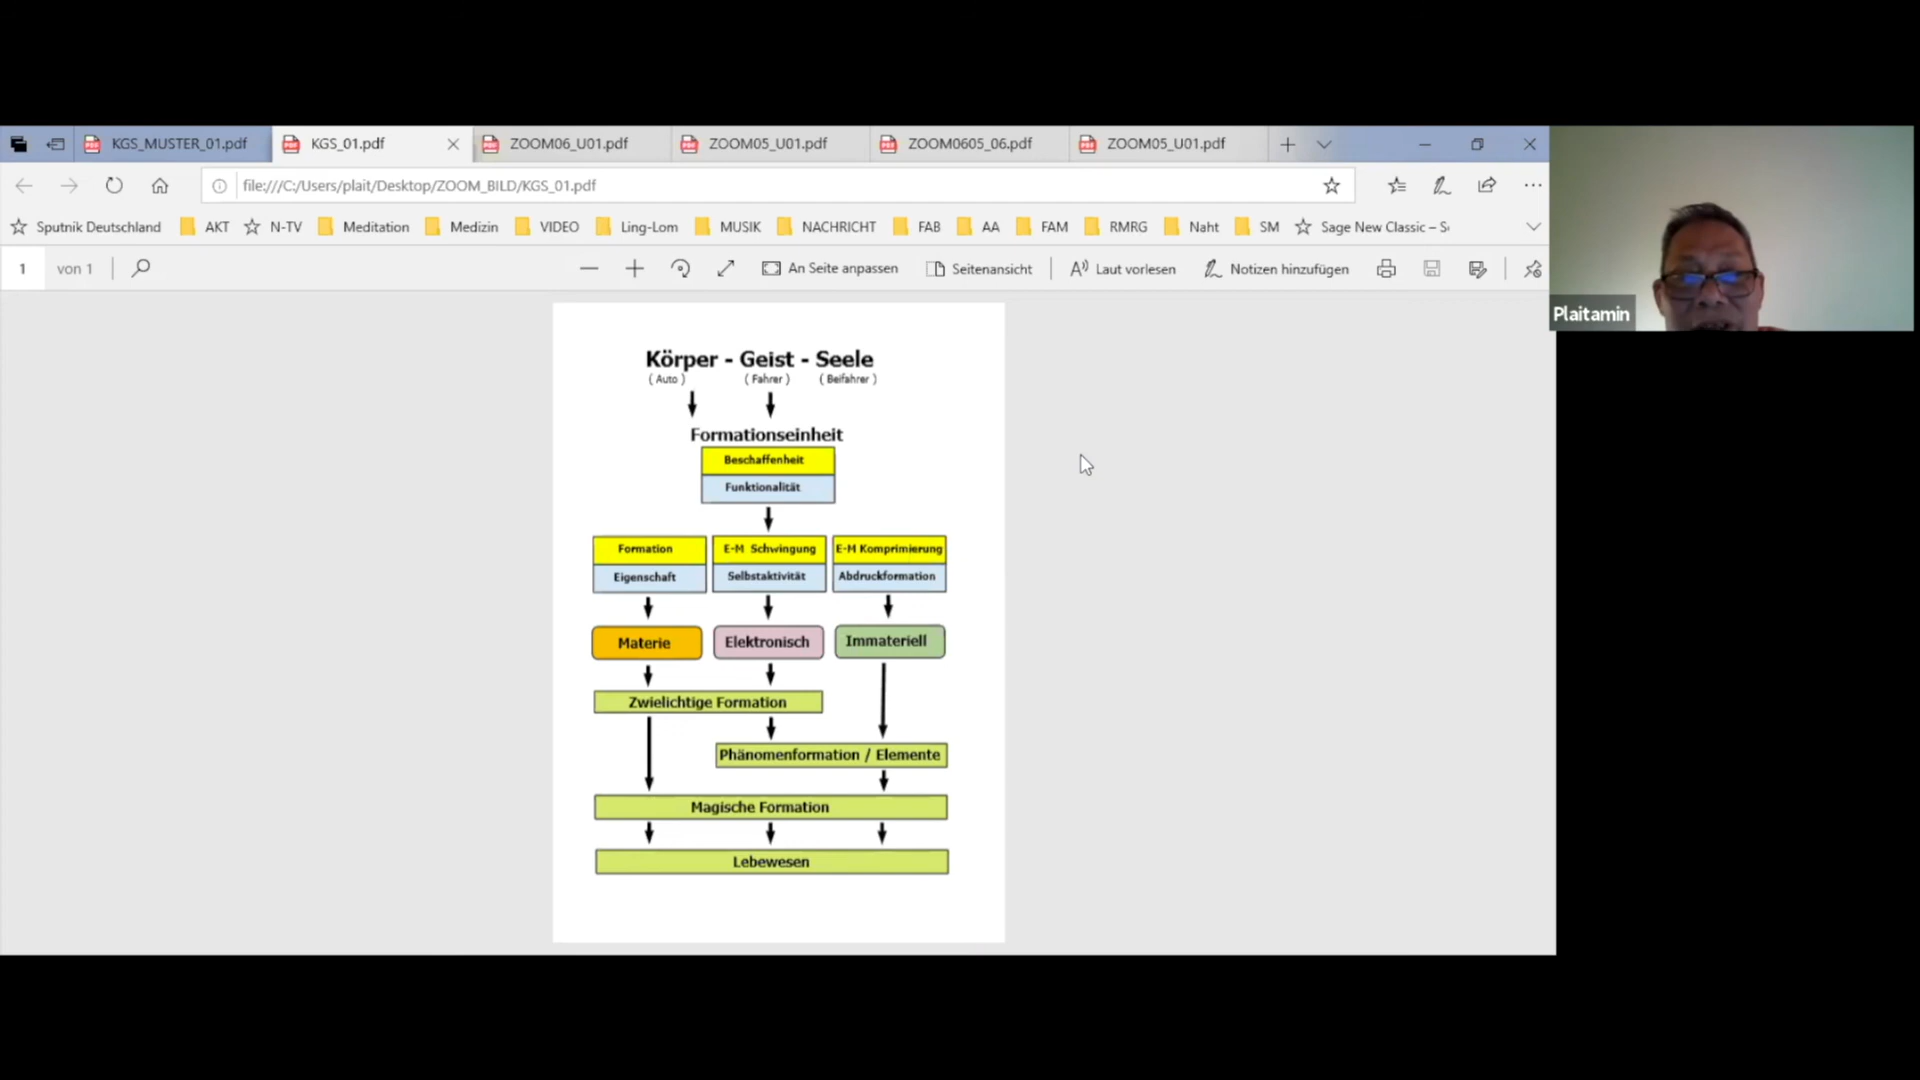 KGS_MUSTER_01.pdf KGS_01.pdf ZOOM06_U01.pdf ZOOM05_U01.pdf ZOOM0605_06.pdf ZOOM05_U01.pdf
file:///C:/Users/plait/Desktop/ZOOM_BILD/KGS_01.pdf
Sputnik Deutschland AKT N-TV Meditation Medizin VIDEO Ling-Lom MUSIK NACHRICHT FAB AA FAM RMRG Naht SM Sage New Classic – S
1 von 1 An Seite anpassen Seitenansicht Laut vorlesen Notizen hinzufügen
Plaitamin
Körper - Geist - Seele
( Auto ) ( Fahrer ) ( Beifahrer )
Formationseinheit
Beschaffenheit
Funktionalität
Formation E-M Schwingung E-M Komprimierung
Eigenschaft Selbstaktivität Abdruckformation
Materie Elektronisch Immateriell
Zwielichtige Formation
Phänomenformation / Elemente
Magische Formation
Lebewesen